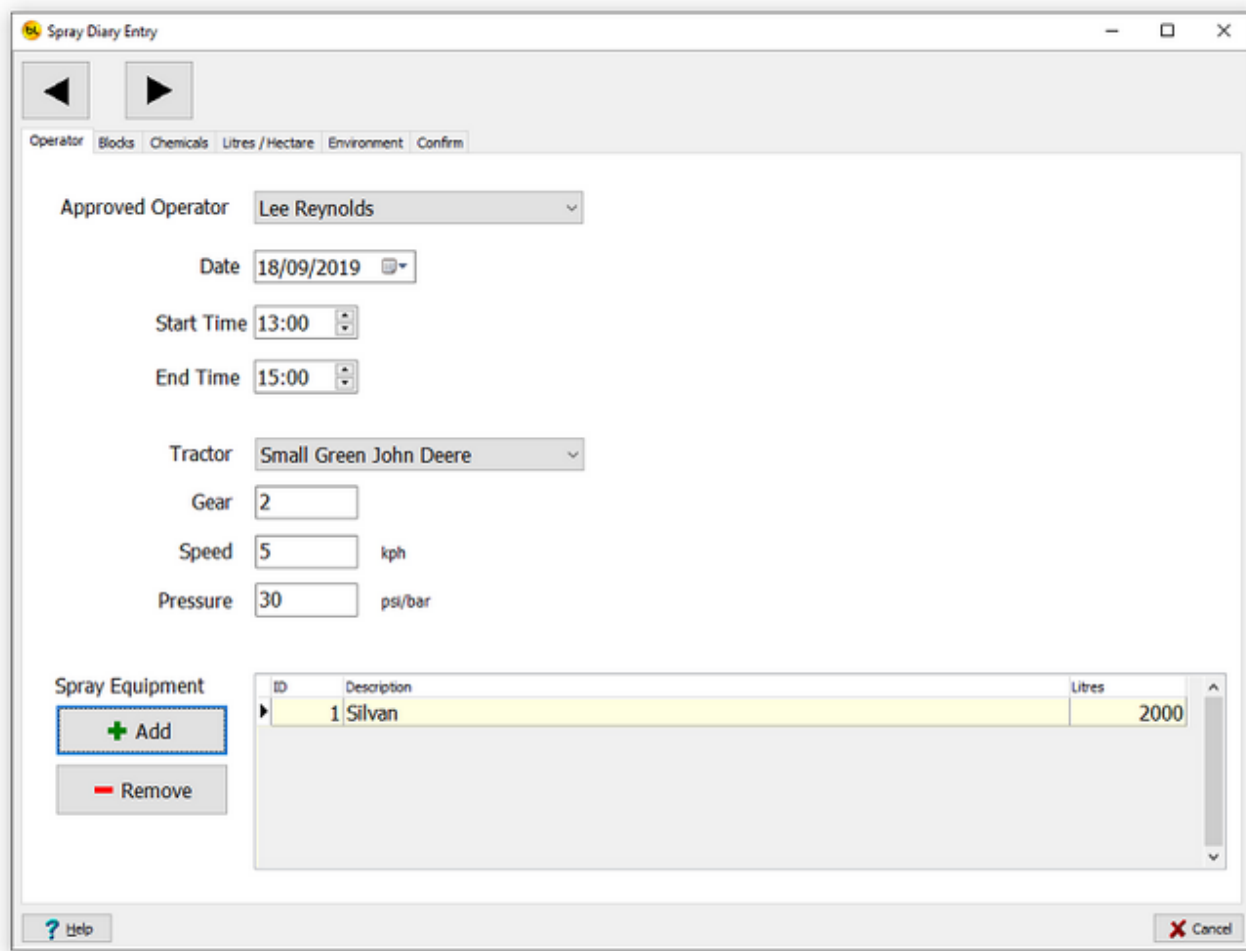 bL Spray Diary Entry
Operator Blocks Chemicals Litres / Hectare Environment Confirm
Approved Operator Lee Reynolds
Date 18/09/2019
Start Time 13:00
End Time 15:00
Tractor Small Green John Deere
Gear 2
Speed 5 kph
Pressure 30 psi/bar
Spray Equipment ID Description Litres
1 Silvan 2000
Add
Remove
? Help Cancel